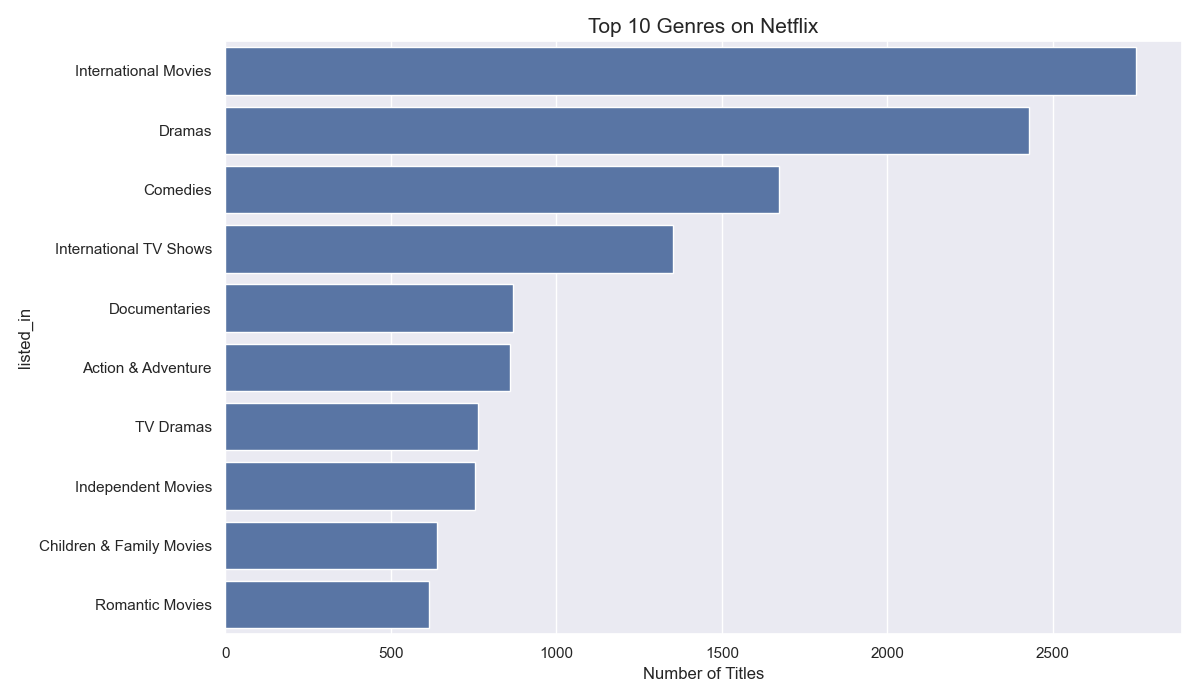 Top 10 Genres on Netflix
listed_in
International Movies
Dramas
Comedies
International TV Shows
Documentaries
Action & Adventure
TV Dramas
Independent Movies
Children & Family Movies
Romantic Movies
0 500 1000 1500 2000 2500
Number of Titles